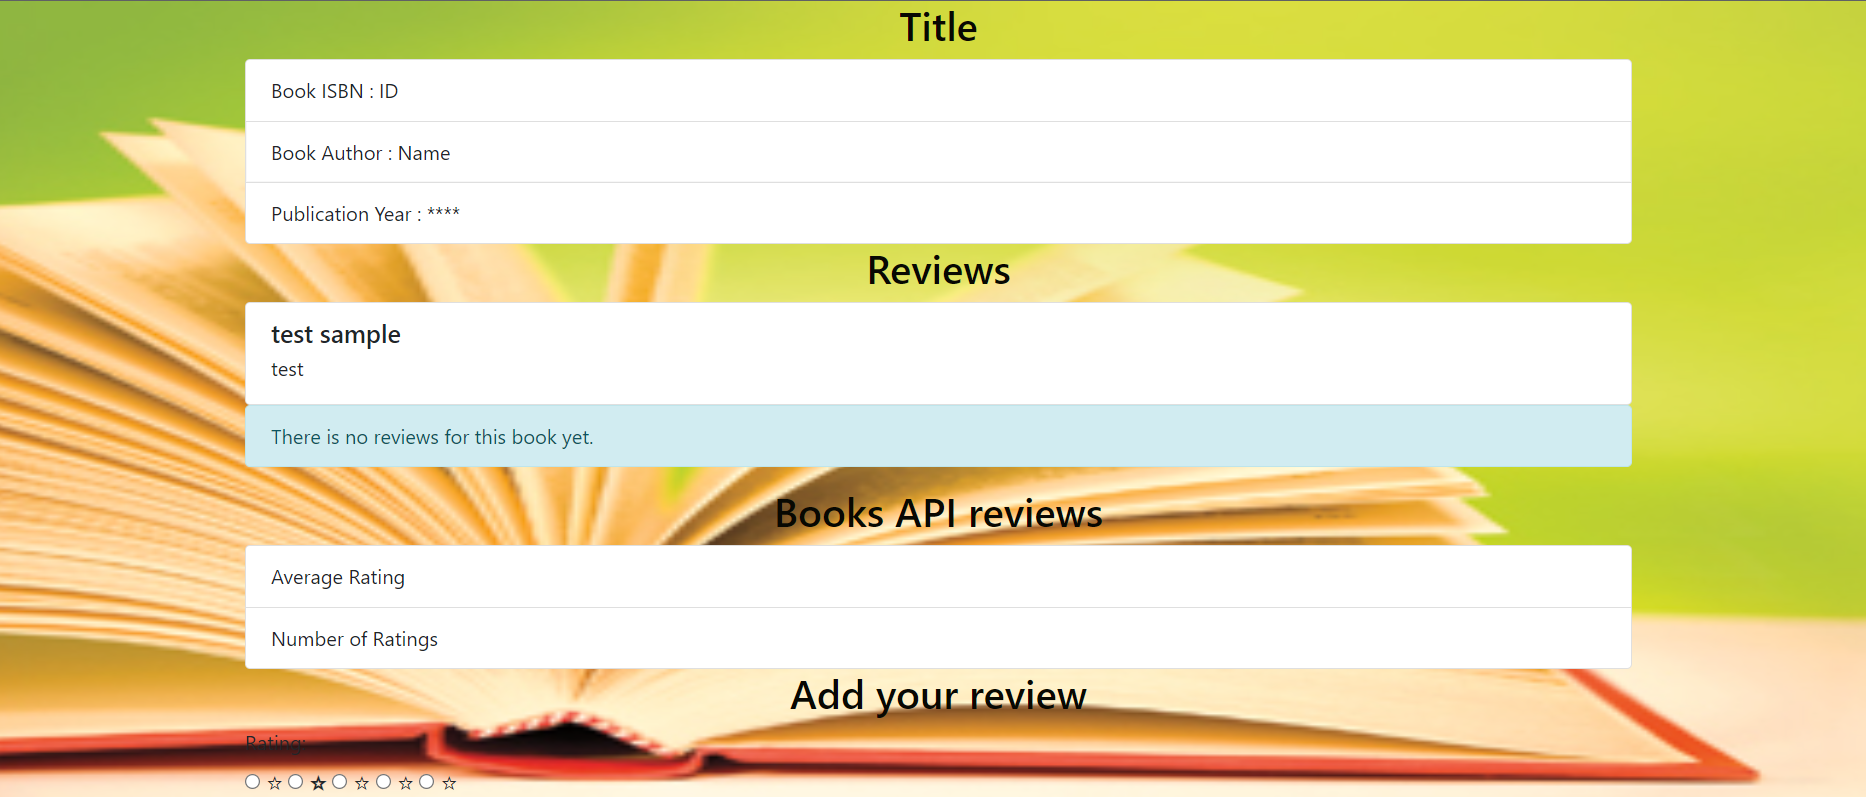 Title
Book ISBN : ID
Book Author : Name
Publication Year : ****
Reviews
test sample
test
There is no reviews for this book yet.
Books API reviews
Average Rating
Number of Ratings
Add your review
Rating:
☆ ☆ ☆ ☆ ☆